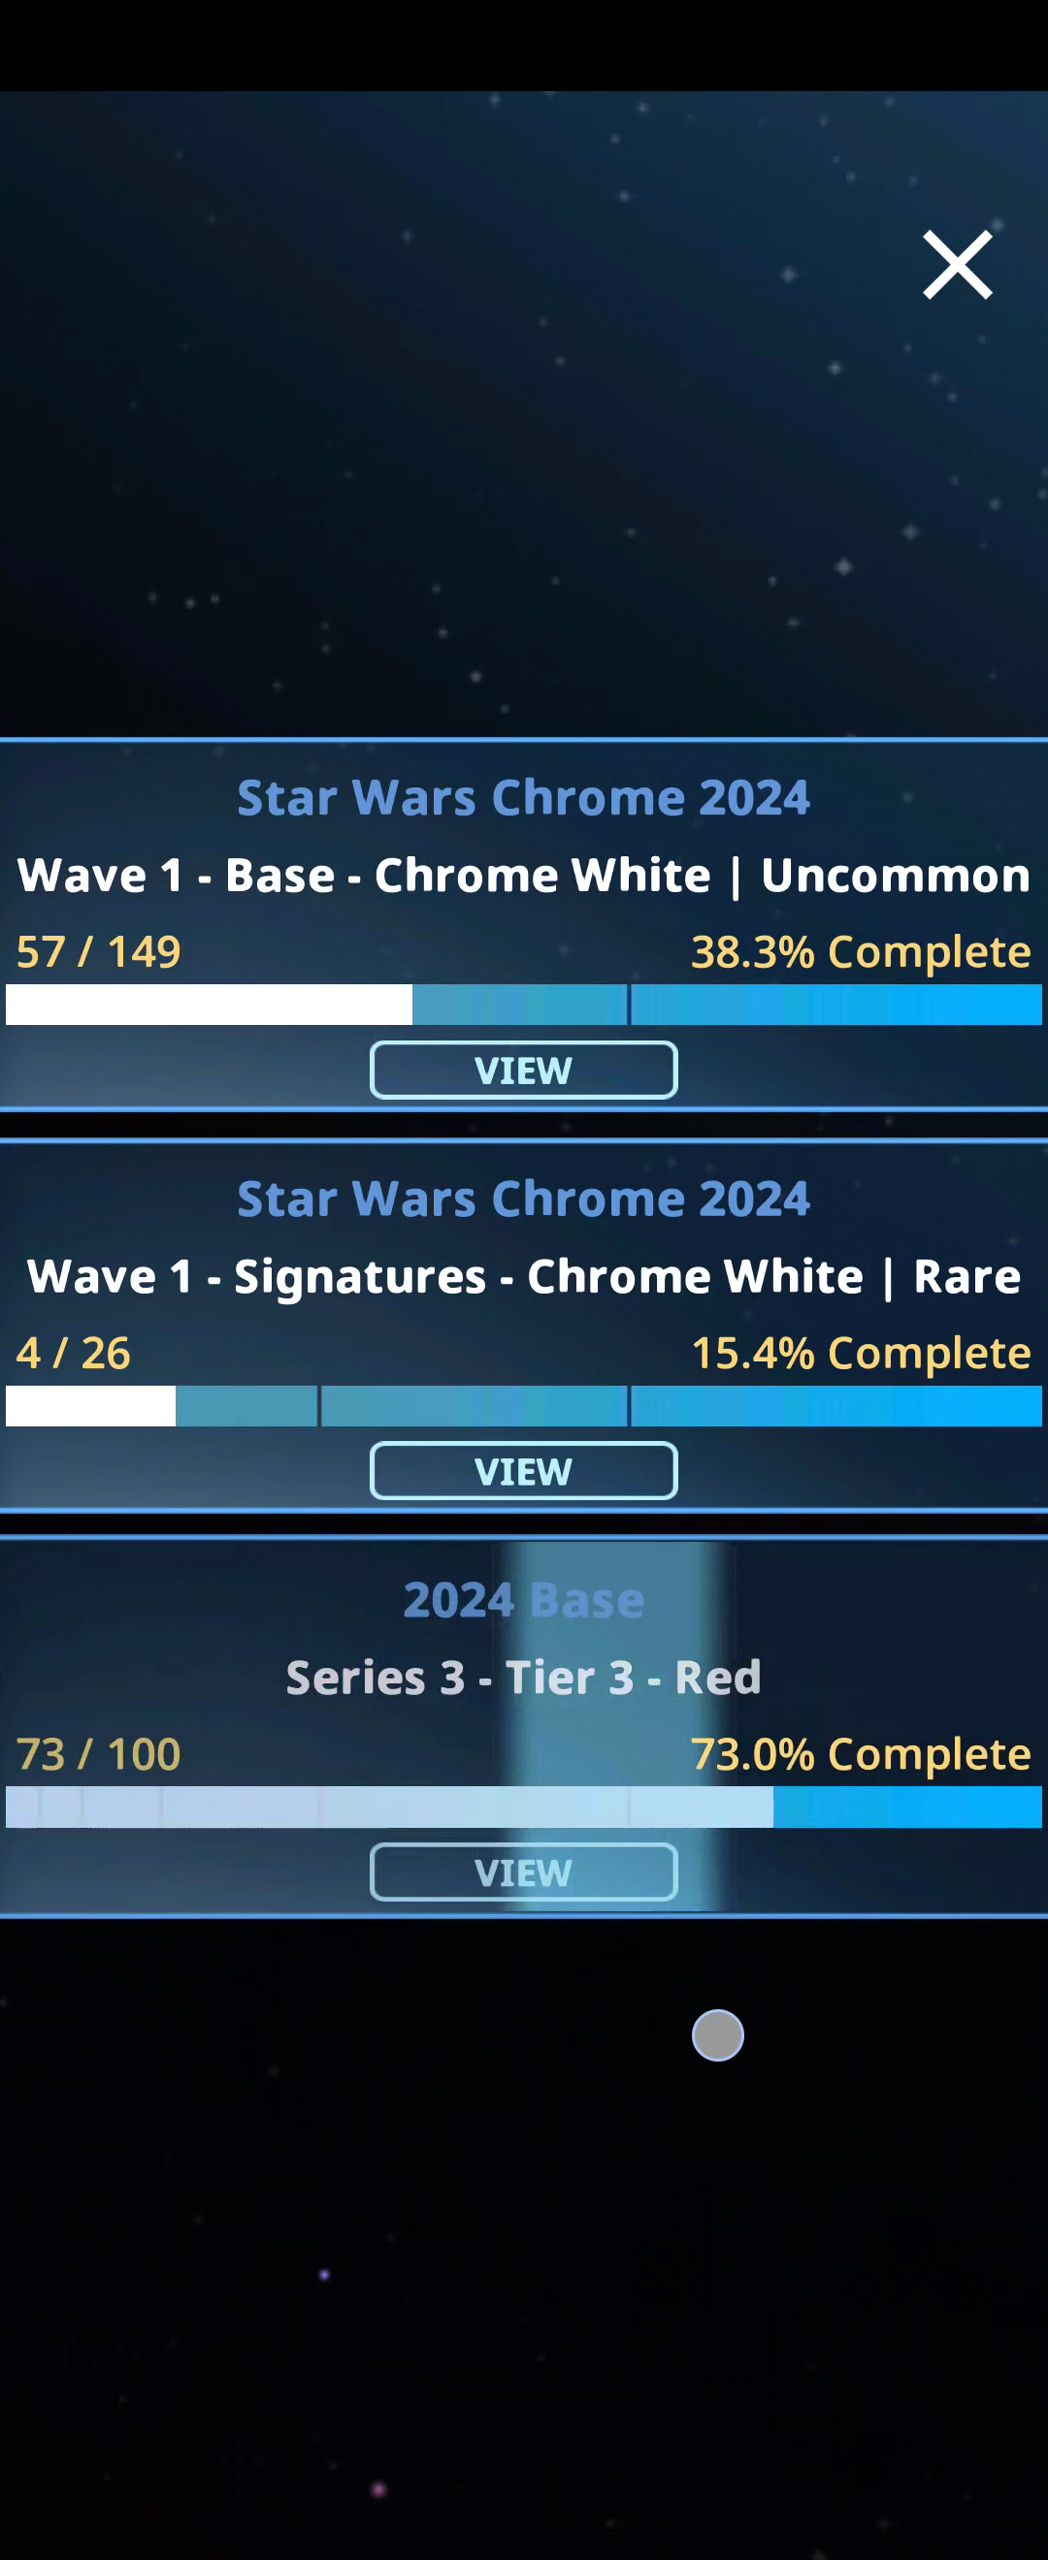 Star Wars Chrome 2024
Wave 1 - Base - Chrome White | Uncommon
57 / 149 38.3% Complete
VIEW
Star Wars Chrome 2024
Wave 1 - Signatures - Chrome White | Rare
4 / 26 15.4% Complete
VIEW
2024 Base
Series 3 - Tier 3 - Red
73 / 100 73.0% Complete
VIEW